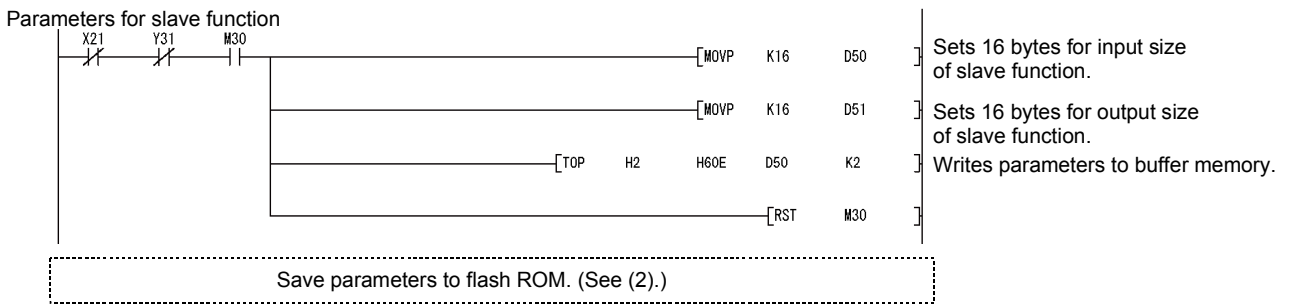 Parameters for slave function
X21 Y31 M30
MOVP K16 D50
Sets 16 bytes for input size
of slave function.
MOVP K16 D51
Sets 16 bytes for output size
of slave function.
TOP H2 H60E D50 K2
Writes parameters to buffer memory.
RST M30
Save parameters to flash ROM. (See (2).)